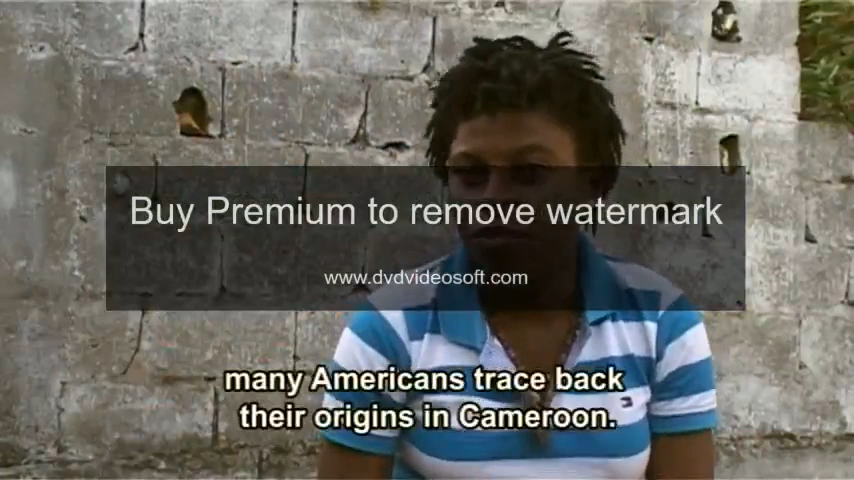 Buy Premium to remove watermark
www.dvdvideosoft.com
many Americans trace back
their origins in Cameroon.